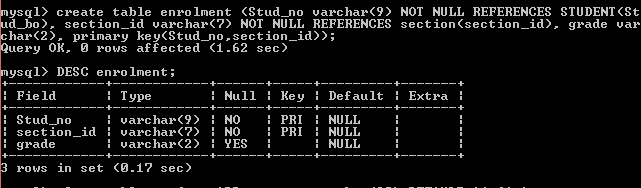 mysql> create table enrolment (Stud_no varchar(9) NOT NULL REFERENCES STUDENT(St
ud_no), section_id varchar(7) NOT NULL REFERENCES section(section_id), grade var
char(2), primary key(Stud_no,section_id));
Query OK, 0 rows affected (1.62 sec)
mysql> DESC enrolment;
+------------+------------+------+-----+---------+-------+
| Field      | Type       | Null | Key | Default | Extra |
+------------+------------+------+-----+---------+-------+
| Stud_no    | varchar(9) | NO   | PRI | NULL    |       |
| section_id | varchar(7) | NO   | PRI | NULL    |       |
| grade      | varchar(2) | YES  |     | NULL    |       |
+------------+------------+------+-----+---------+-------+
3 rows in set (0.17 sec)